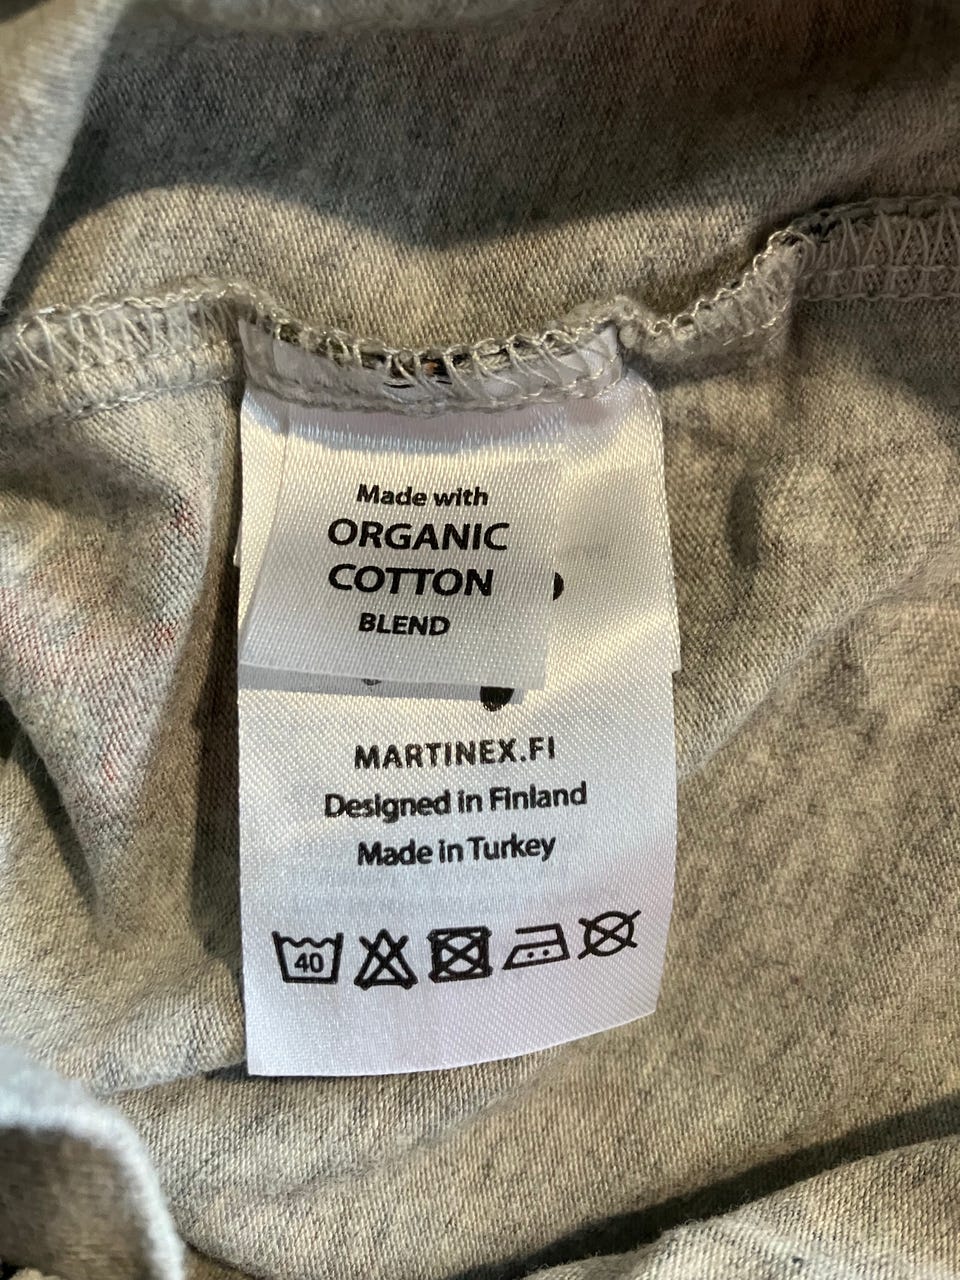 Made with
ORGANIC
COTTON
BLEND
MARTINEX.FI
Designed in Finland
Made in Turkey
40